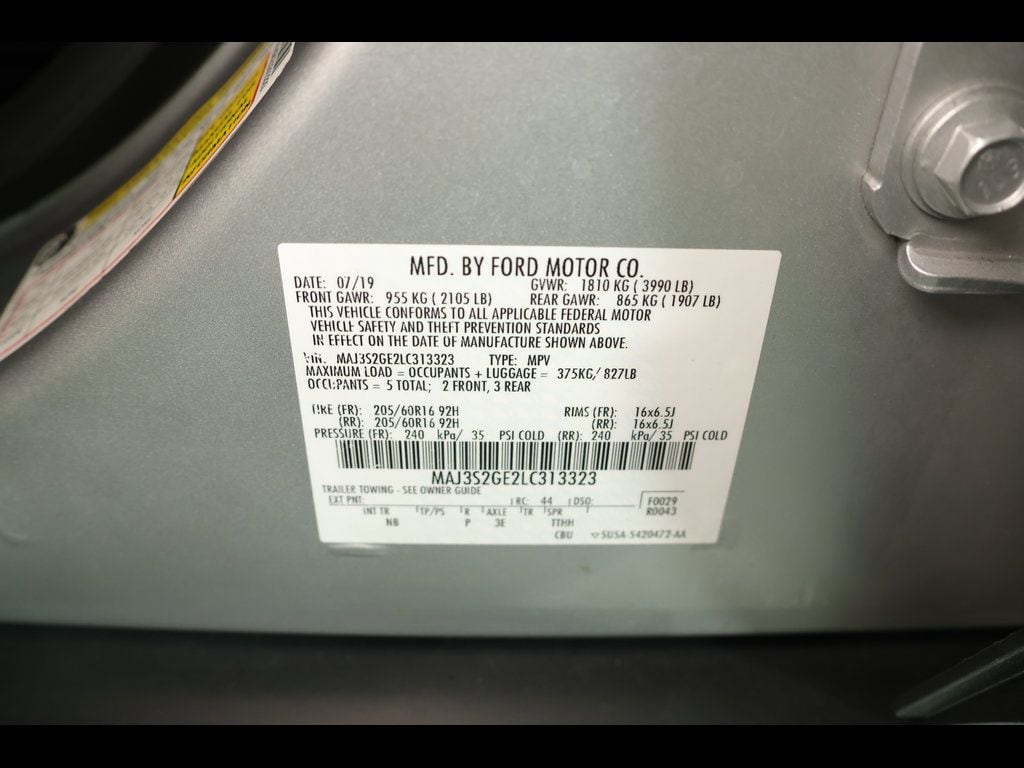 MFD. BY FORD MOTOR CO.
DATE: 07/19 GVWR: 1810 KG ( 3990 LB)
FRONT GAWR: 955 KG ( 2105 LB) REAR GAWR: 865 KG ( 1907 LB)
THIS VEHICLE CONFORMS TO ALL APPLICABLE FEDERAL MOTOR
VEHICLE SAFETY AND THEFT PREVENTION STANDARDS
IN EFFECT ON THE DATE OF MANUFACTURE SHOWN ABOVE.
VIN: MAJ3S2GE2LC313323 TYPE: MPV
MAXIMUM LOAD = OCCUPANTS + LUGGAGE = 375KG/ 827LB
OCCUPANTS = 5 TOTAL; 2 FRONT, 3 REAR
TIRE (FR): 205/60R16 92H RIMS (FR): 16x6.5J
(RR): 205/60R16 92H (RR): 16x6.5J
PRESSURE (FR): 240 kPa/ 35 PSI COLD (RR): 240 kPa/ 35 PSI COLD
MAJ3S2GE2LC313323
TRAILER TOWING - SEE OWNER GUIDE
EXT PNT: RC: 44 DSO: F0029
INT TR TP/PS R AXLE TR SPR R0043
NB P 3E TTHH
CBU 5USA-S420472-AA